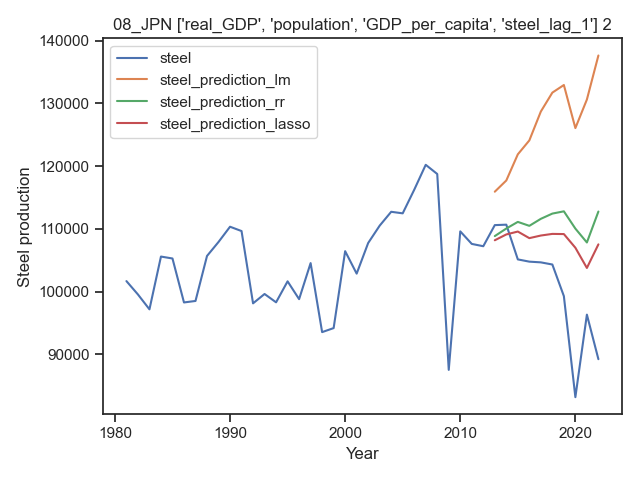 08_JPN ['real_GDP', 'population', 'GDP_per_capita', 'steel_lag_1'] 2
140000
130000
120000
110000
100000
90000
Steel production
steel
steel_prediction_lm
steel_prediction_rr
steel_prediction_lasso
1980
1990
2000
2010
2020
Year